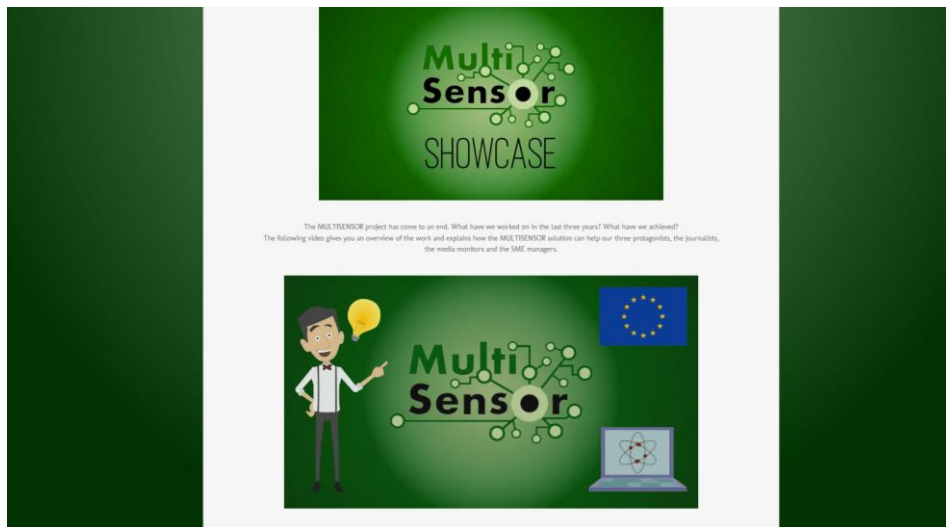 Multi
Sensor
SHOWCASE
The MULTISENSOR project has come to an end. What have we worked on in the last three years? What have we achieved?
The following video gives you an overview of the work and explains how the MULTISENSOR solution can help our three protagonists, the journalists,
the media monitors and the SME managers.
Multi
Sensor